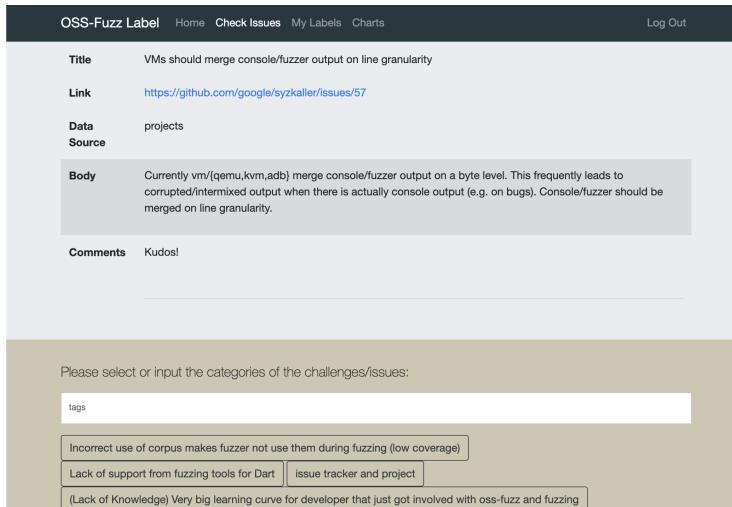 OSS-Fuzz Label Home Check Issues My Labels Charts Log Out
Title VMs should merge console/fuzzer output on line granularity
Link https://github.com/google/syzkaller/issues/57
Data projects
Source
Body Currently vm/{qemu,kvm,adb} merge console/fuzzer output on a byte level. This frequently leads to
corrupted/intermixed output when there is actually console output (e.g. on bugs). Console/fuzzer should be
merged on line granularity.
Comments Kudos!
Please select or input the categories of the challenges/issues:
tags
Incorrect use of corpus makes fuzzer not use them during fuzzing (low coverage)
Lack of support from fuzzing tools for Dart issue tracker and project
(Lack of Knowledge) Very big learning curve for developer that just got involved with oss-fuzz and fuzzing